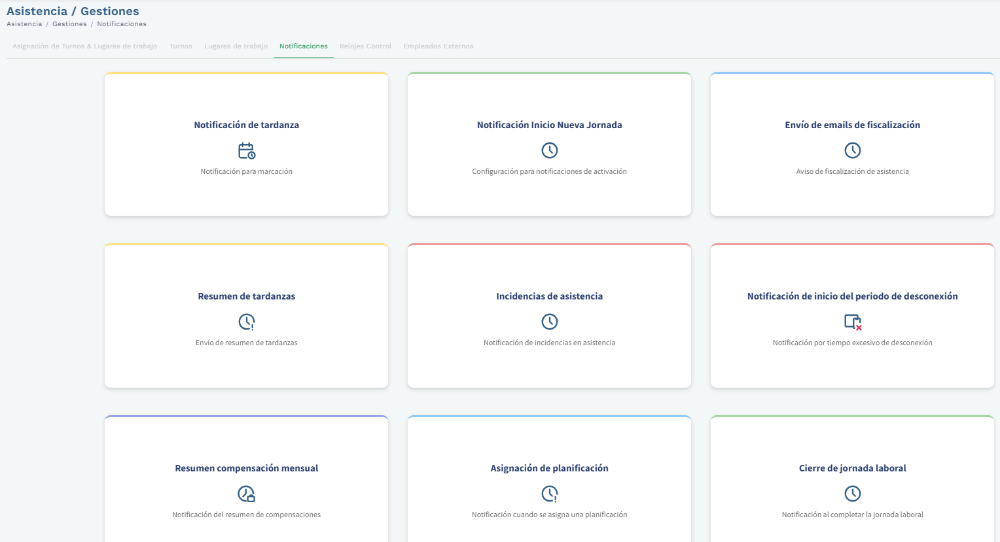 Asistencia / Gestiones
Asistencia / Gestiones / Notificaciones
Asignación de Turnos & Lugares de trabajo Turnos Lugares de trabajo Notificaciones Relojes Control Empleados Externos
Notificación de tardanza
Notificación para marcación
Notificación Inicio Nueva Jornada
Configuración para notificaciones de activación
Envío de emails de fiscalización
Aviso de fiscalización de asistencia
Resumen de tardanzas
Envío de resumen de tardanzas
Incidencias de asistencia
Notificación de incidencias en asistencia
Notificación de inicio del periodo de desconexión
Notificación por tiempo excesivo de desconexión
Resumen compensación mensual
Notificación del resumen de compensaciones
Asignación de planificación
Notificación cuando se asigna una planificación
Cierre de jornada laboral
Notificación al completar la jornada laboral